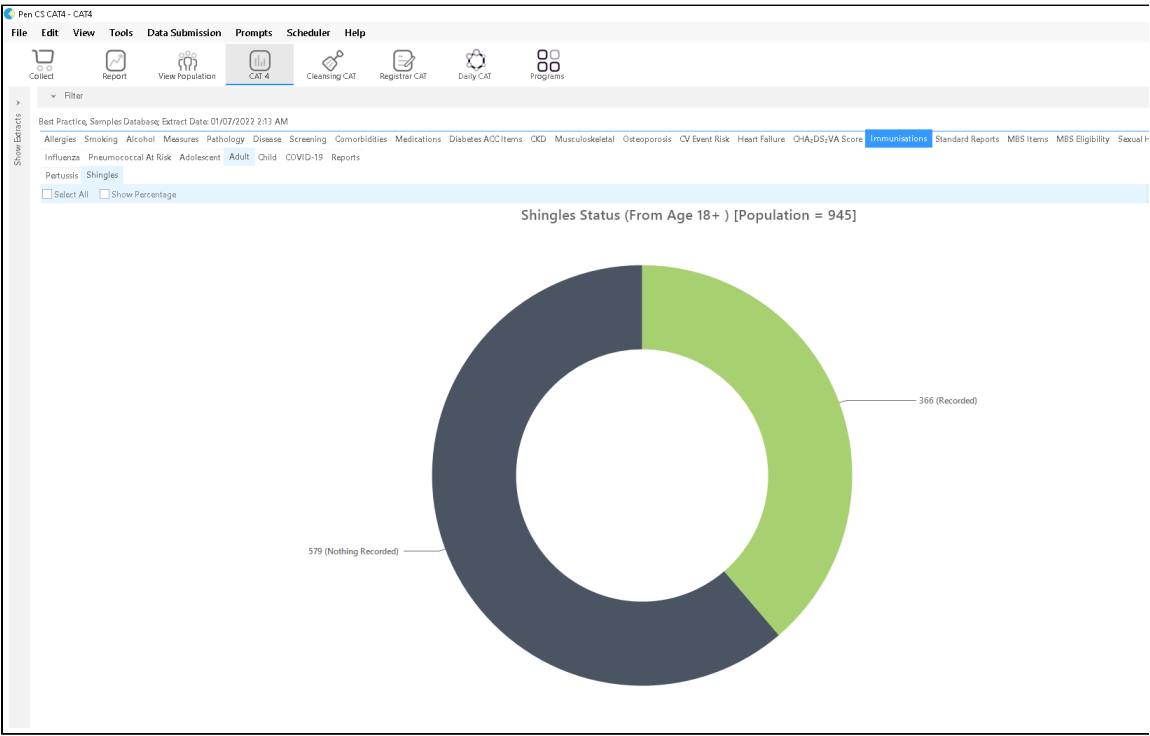 Pen CS CAT4 - CAT4
File Edit View Tools Data Submission Prompts Scheduler Help
Collect Report View Population CAT 4 Cleansing CAT Registrar CAT Daily CAT Programs
Filter
Show Extracts
Best Practice, Samples Database; Extract Date: 01/07/2022 2:13 AM
Allergies Smoking Alcohol Measures Pathology Disease Screening Comorbidities Medications Diabetes ACC Items CKD Musculoskeletal Osteoporosis CV Event Risk Heart Failure CHA₂DS₂VA Score Immunisations Standard Reports MBS Items MBS Eligibility Sexual H
Influenza Pneumococcal At Risk Adolescent Adult Child COVID-19 Reports
Pertussis Shingles
Select All Show Percentage
Shingles Status (From Age 18+ ) [Population = 945]
366 (Recorded)
579 (Nothing Recorded)